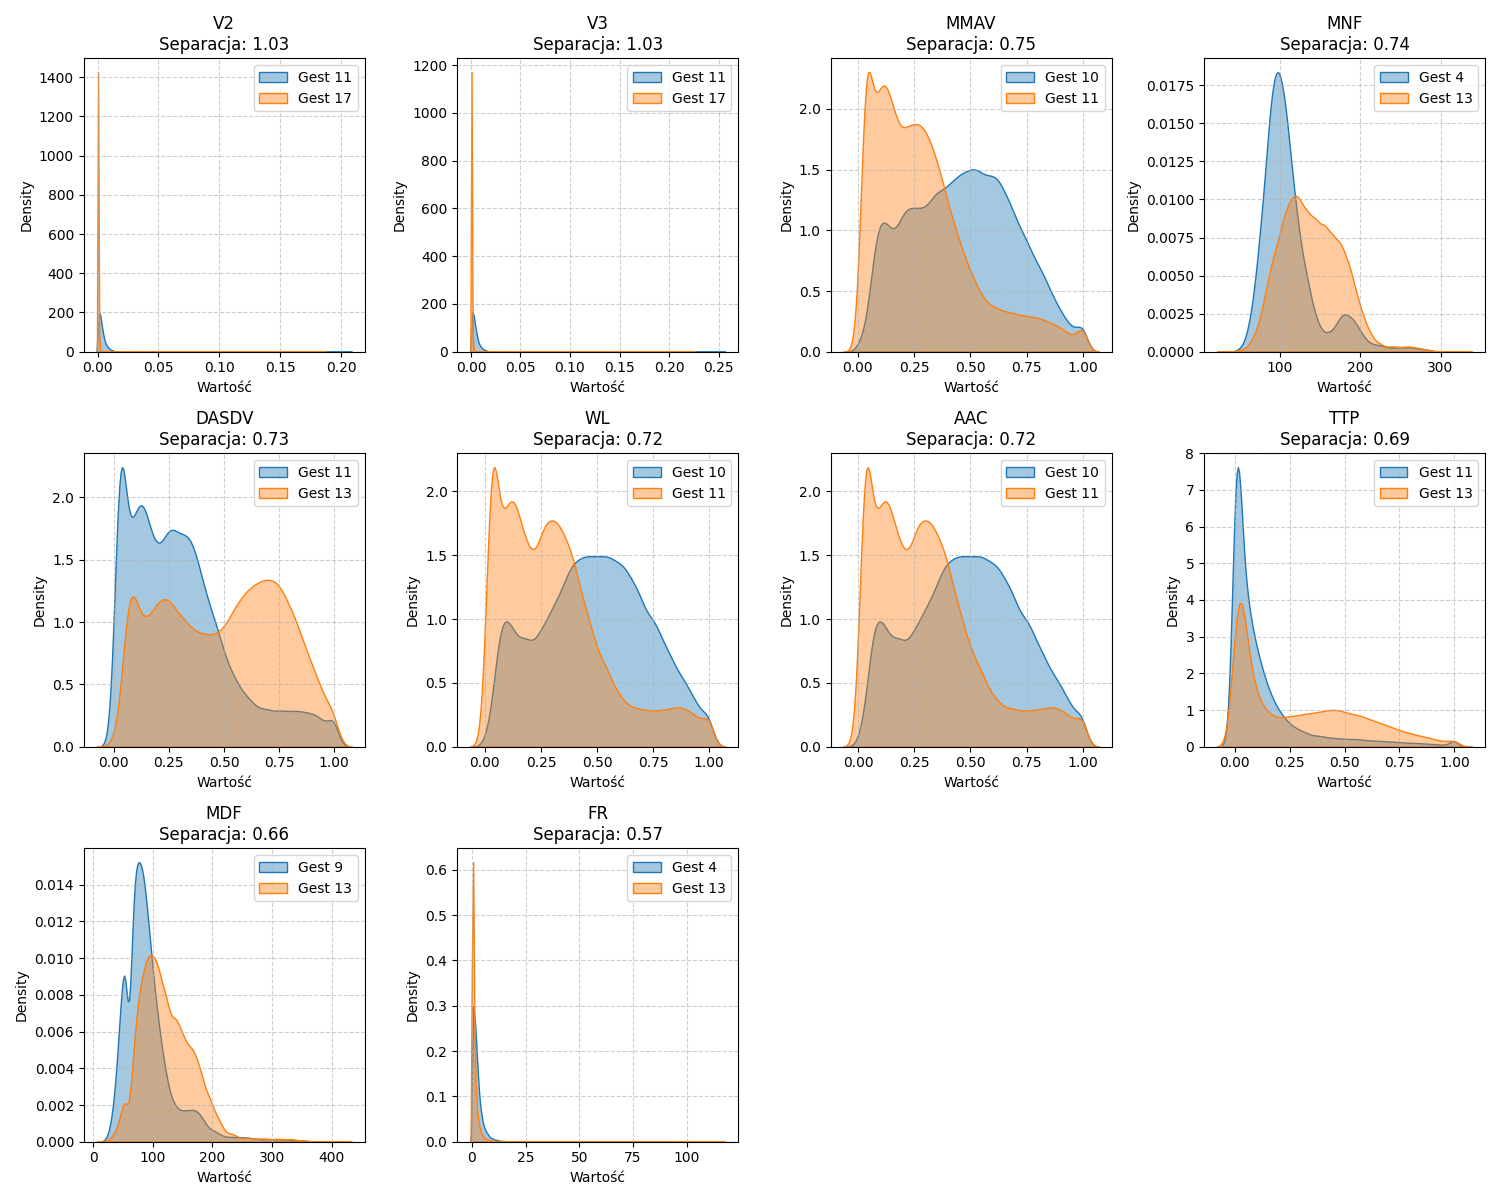 V2
Separacja: 1.03
Gest 11
Gest 17
1400
1200
1000
800
600
400
200
0
Density
0.00
0.05
0.10
0.15
0.20
Wartość
V3
Separacja: 1.03
Gest 11
Gest 17
1200
1000
800
600
400
200
0
Density
0.00
0.05
0.10
0.15
0.20
0.25
Wartość
MMAV
Separacja: 0.75
Gest 10
Gest 11
2.0
1.5
1.0
0.5
0.0
Density
0.00
0.25
0.50
0.75
1.00
Wartość
MNF
Separacja: 0.74
Gest 4
Gest 13
0.0175
0.0150
0.0125
0.0100
0.0075
0.0050
0.0025
0.0000
Density
100
200
300
Wartość
DASDV
Separacja: 0.73
Gest 11
Gest 13
2.0
1.5
1.0
0.5
0.0
Density
0.00
0.25
0.50
0.75
1.00
Wartość
WL
Separacja: 0.72
Gest 10
Gest 11
2.0
1.5
1.0
0.5
0.0
Density
0.00
0.25
0.50
0.75
1.00
Wartość
AAC
Separacja: 0.72
Gest 10
Gest 11
2.0
1.5
1.0
0.5
0.0
Density
0.00
0.25
0.50
0.75
1.00
Wartość
TTP
Separacja: 0.69
Gest 11
Gest 13
8
7
6
5
4
3
2
1
0
Density
0.00
0.25
0.50
0.75
1.00
Wartość
MDF
Separacja: 0.66
Gest 9
Gest 13
0.014
0.012
0.010
0.008
0.006
0.004
0.002
0.000
Density
0
100
200
300
400
Wartość
FR
Separacja: 0.57
Gest 4
Gest 13
0.6
0.5
0.4
0.3
0.2
0.1
0.0
Density
0
25
50
75
100
Wartość